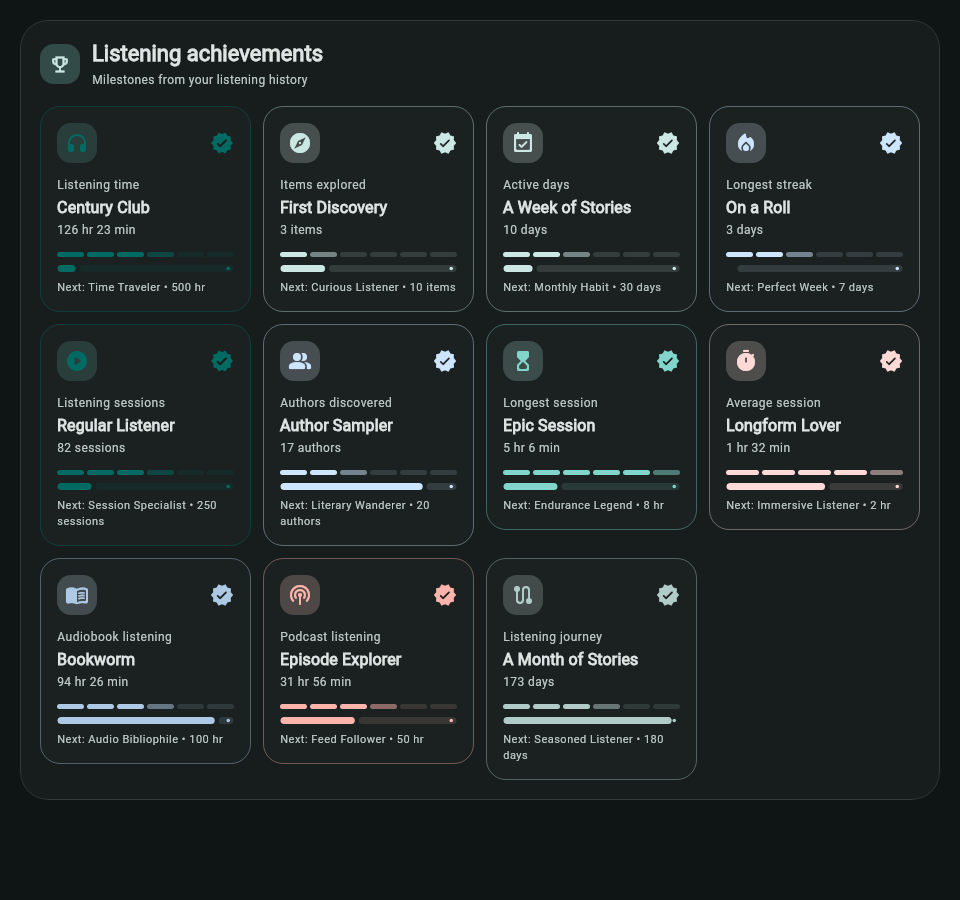 Listening achievements
Milestones from your listening history
Listening time
Century Club
126 hr 23 min
Next: Time Traveler • 500 hr
Items explored
First Discovery
3 items
Next: Curious Listener • 10 items
Active days
A Week of Stories
10 days
Next: Monthly Habit • 30 days
Longest streak
On a Roll
3 days
Next: Perfect Week • 7 days
Listening sessions
Regular Listener
82 sessions
Next: Session Specialist • 250
sessions
Authors discovered
Author Sampler
17 authors
Next: Literary Wanderer • 20
authors
Longest session
Epic Session
5 hr 6 min
Next: Endurance Legend • 8 hr
Average session
Longform Lover
1 hr 32 min
Next: Immersive Listener • 2 hr
Audiobook listening
Bookworm
94 hr 26 min
Next: Audio Bibliophile • 100 hr
Podcast listening
Episode Explorer
31 hr 56 min
Next: Feed Follower • 50 hr
Listening journey
A Month of Stories
173 days
Next: Seasoned Listener • 180
days